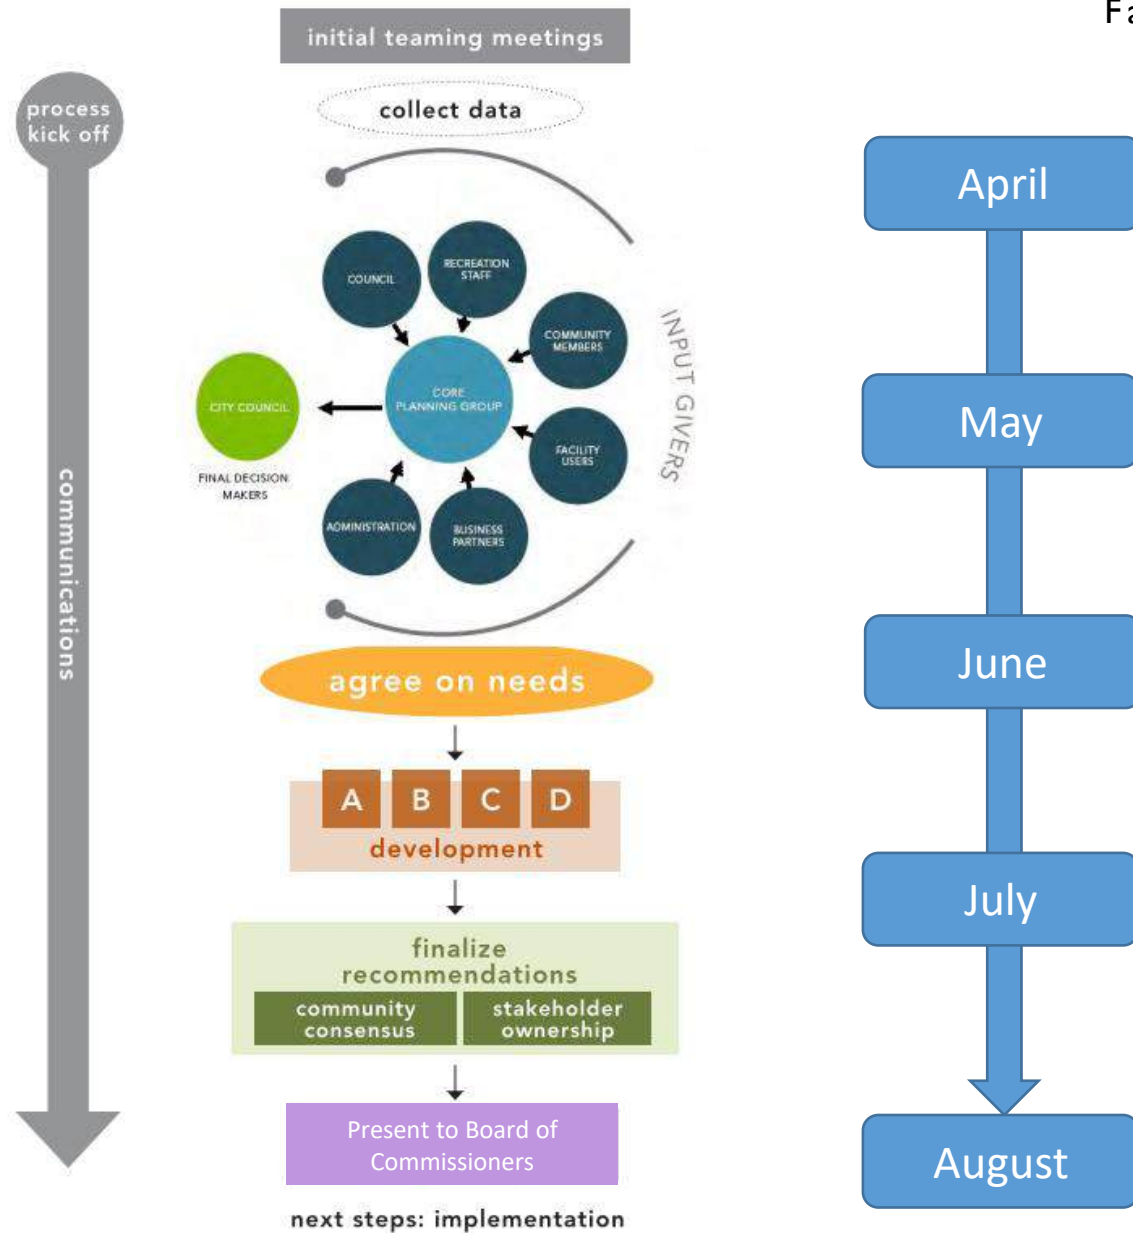 Fa
initial teaming meetings
process
kick off
collect data
communications
COUNCIL
RECREATION
STAFF
COMMUNITY
MEMBERS
INPUT GIVERS
CORE
PLANNING GROUP
CITY COUNCIL
FINAL DECISION
MAKERS
FACILITY
USERS
ADMINISTRATION
BUSINESS
PARTNERS
agree on needs
A B C D
development
finalize
recommendations
community
consensus
stakeholder
ownership
Present to Board of
Commissioners
next steps: implementation
April
May
June
July
August